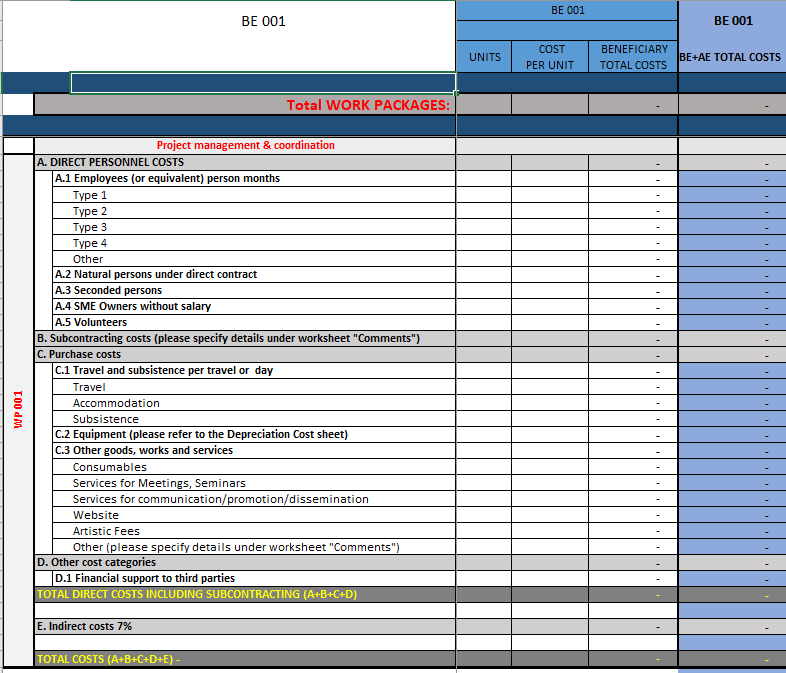 BE 001
BE 001
BE 001
UNITS
COST
PER UNIT
BENEFICIARY
TOTAL COSTS
BE+AE TOTAL COSTS
Total WORK PACKAGES: - -
Project management & coordination
WP 001
A. DIRECT PERSONNEL COSTS - -
A.1 Employees (or equivalent) person months - -
Type 1 - -
Type 2 - -
Type 3 - -
Type 4 - -
Other - -
A.2 Natural persons under direct contract - -
A.3 Seconded persons - -
A.4 SME Owners without salary - -
A.5 Volunteers - -
B. Subcontracting costs (please specify details under worksheet "Comments") - -
C. Purchase costs - -
C.1 Travel and subsistence per travel or day - -
Travel - -
Accommodation - -
Subsistence - -
C.2 Equipment (please refer to the Depreciation Cost sheet) - -
C.3 Other goods, works and services - -
Consumables - -
Services for Meetings, Seminars - -
Services for communication/promotion/dissemination - -
Website - -
Artistic Fees - -
Other (please specify details under worksheet "Comments") - -
D. Other cost categories - -
D.1 Financial support to third parties - -
TOTAL DIRECT COSTS INCLUDING SUBCONTRACTING (A+B+C+D) - -
E. Indirect costs 7% - -
TOTAL COSTS (A+B+C+D+E) - - -